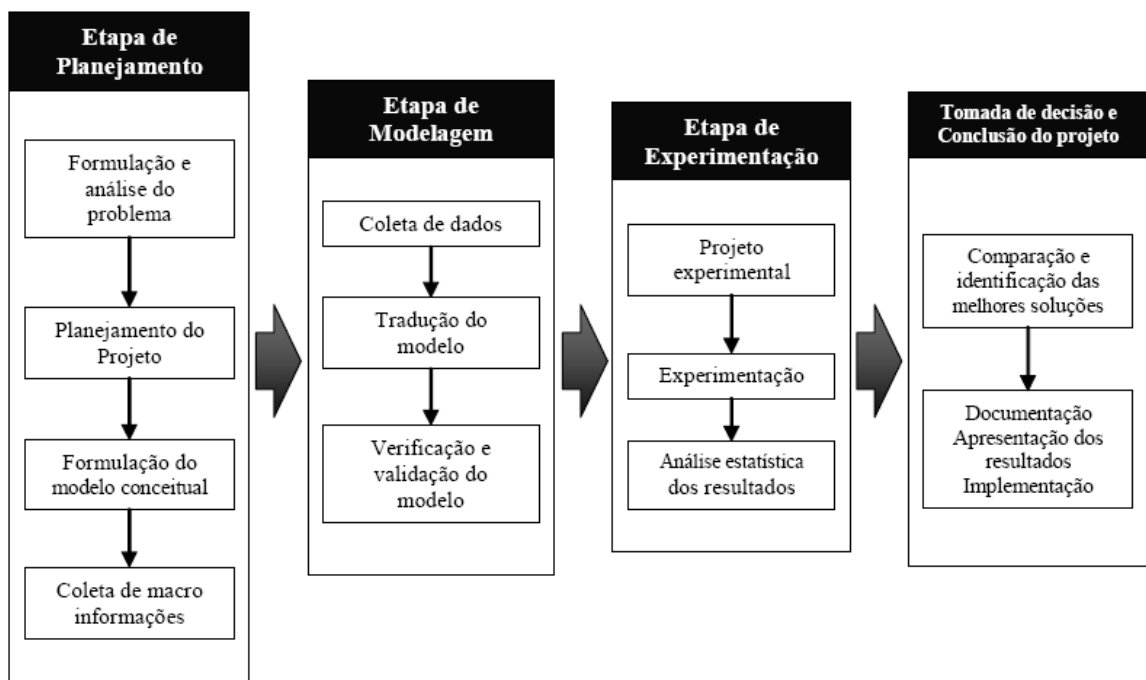 Etapa de
Planejamento
Formulação e
análise do
problema
Planejamento do
Projeto
Formulação do
modelo conceitual
Coleta de macro
informações
Etapa de
Modelagem
Coleta de dados
Tradução do
modelo
Verificação e
validação do
modelo
Etapa de
Experimentação
Projeto
experimental
Experimentação
Análise estatística
dos resultados
Tomada de decisão e
Conclusão do projeto
Comparação e
identificação das
melhores soluções
Documentação
Apresentação dos
resultados
Implementação